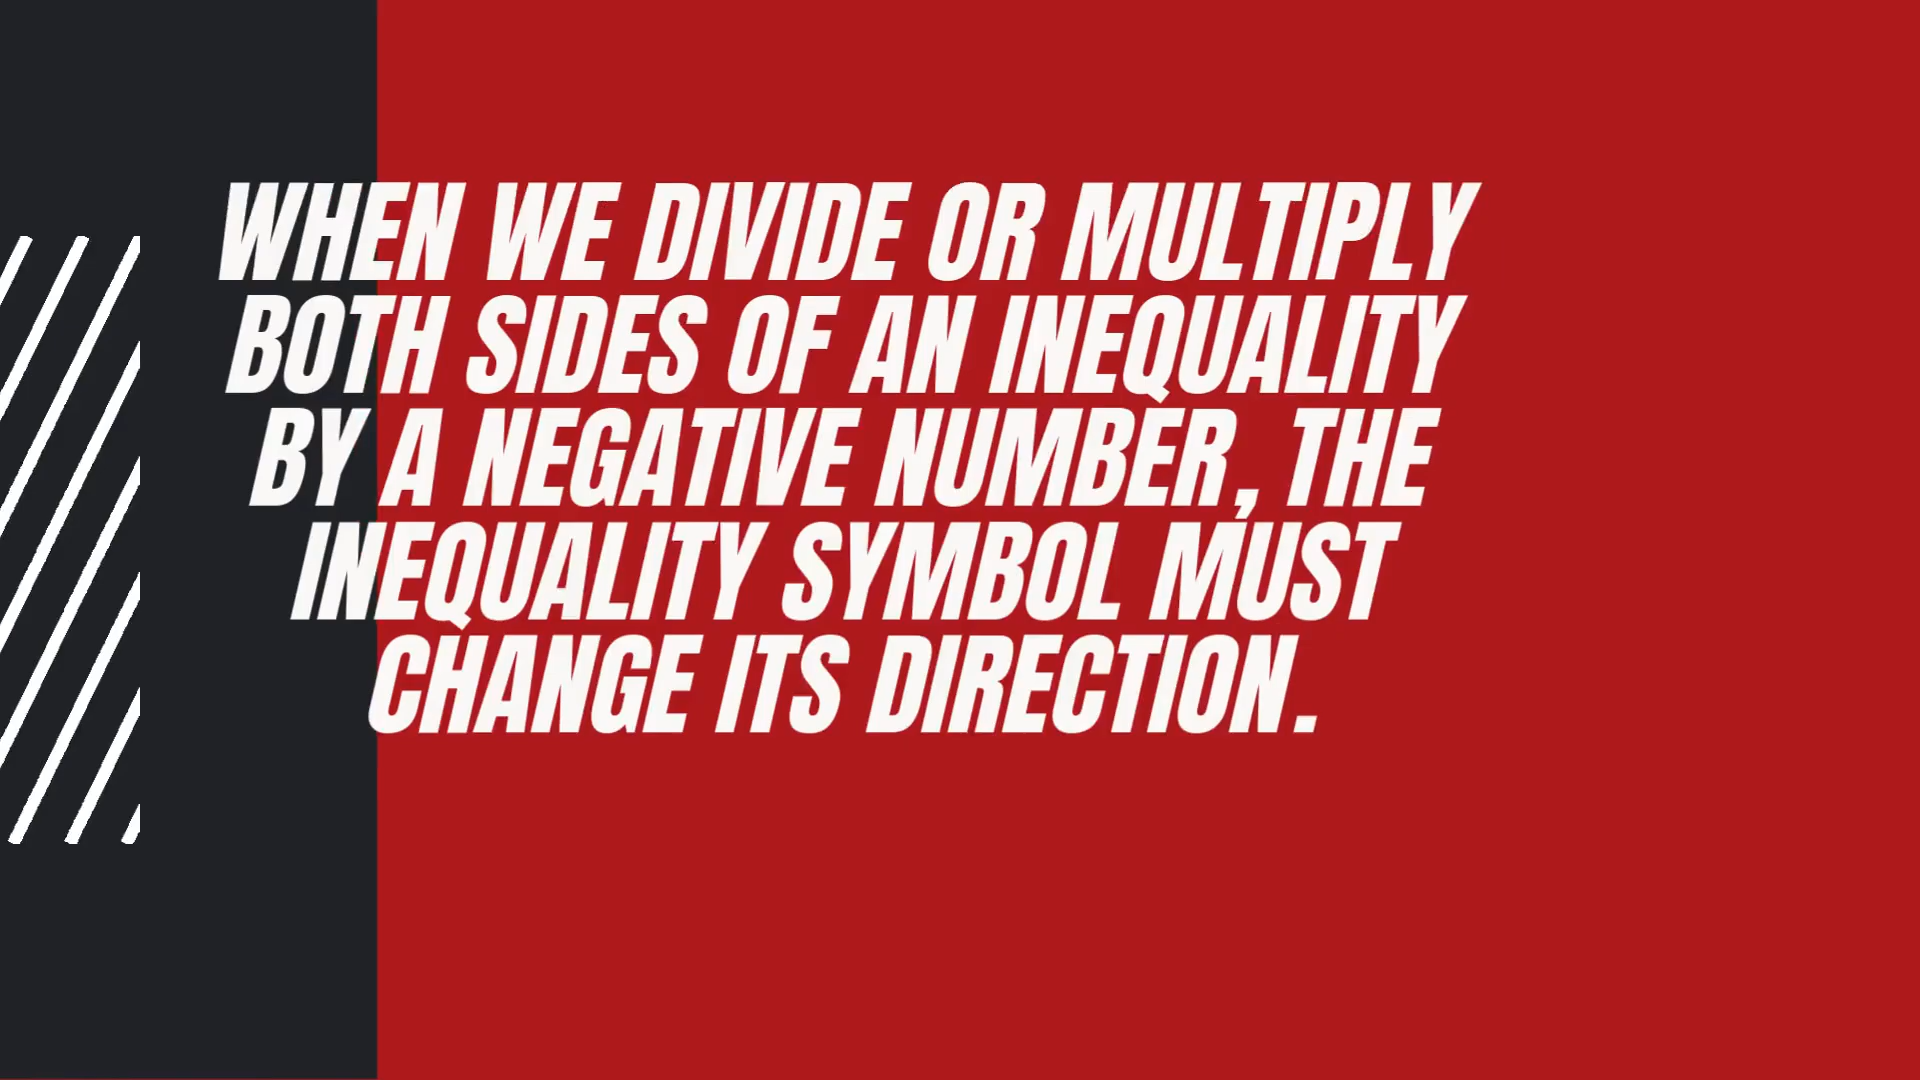 WHEN WE DIVIDE OR MULTIPLY
BOTH SIDES OF AN INEQUALITY
BY A NEGATIVE NUMBER, THE
INEQUALITY SYMBOL MUST
CHANGE ITS DIRECTION.